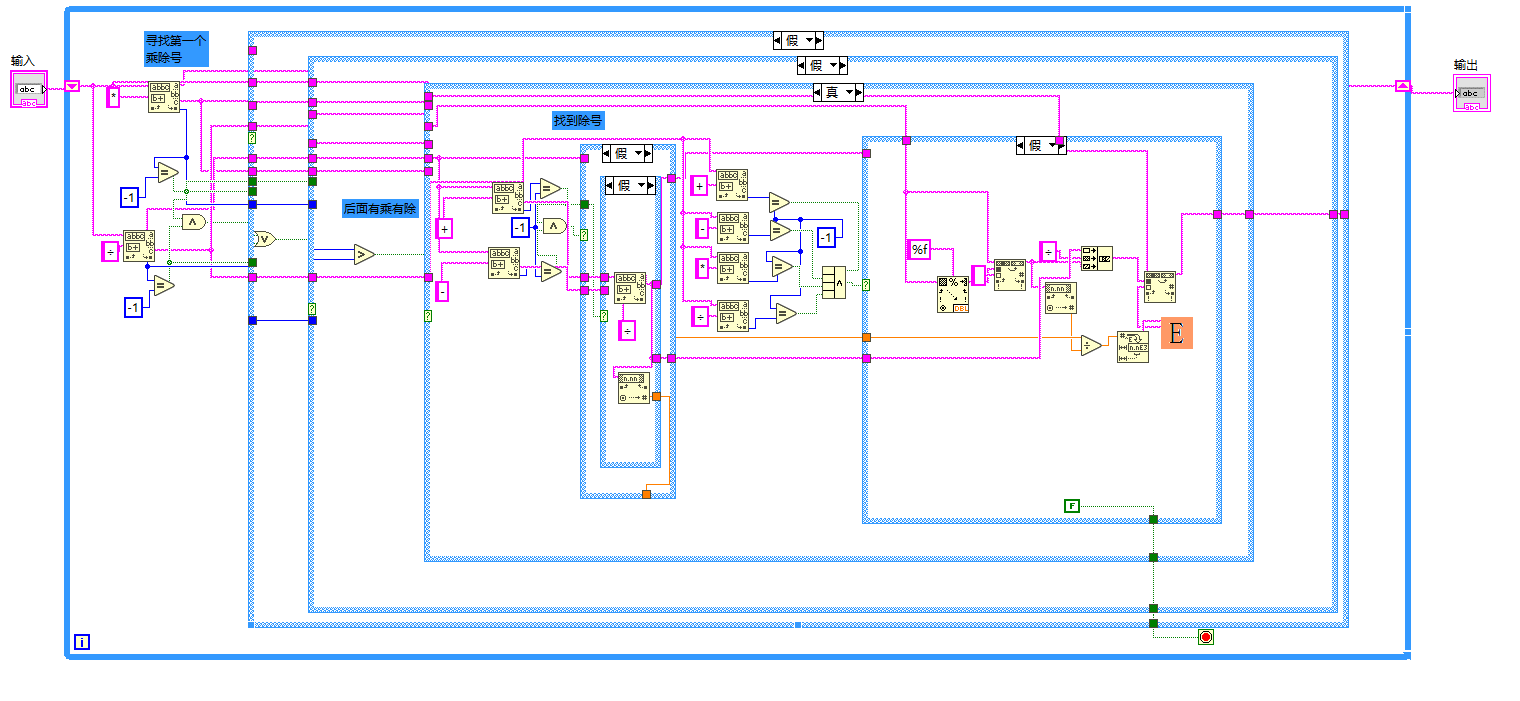 输入
abc
寻找第一个
乘除号
*
÷
-1
-1
假
假
真
假
输出
abc
后面有乘有除
找到除号
假
假
+
-
-1
÷
+
-
*
÷
-1
%f
÷
E
F
i